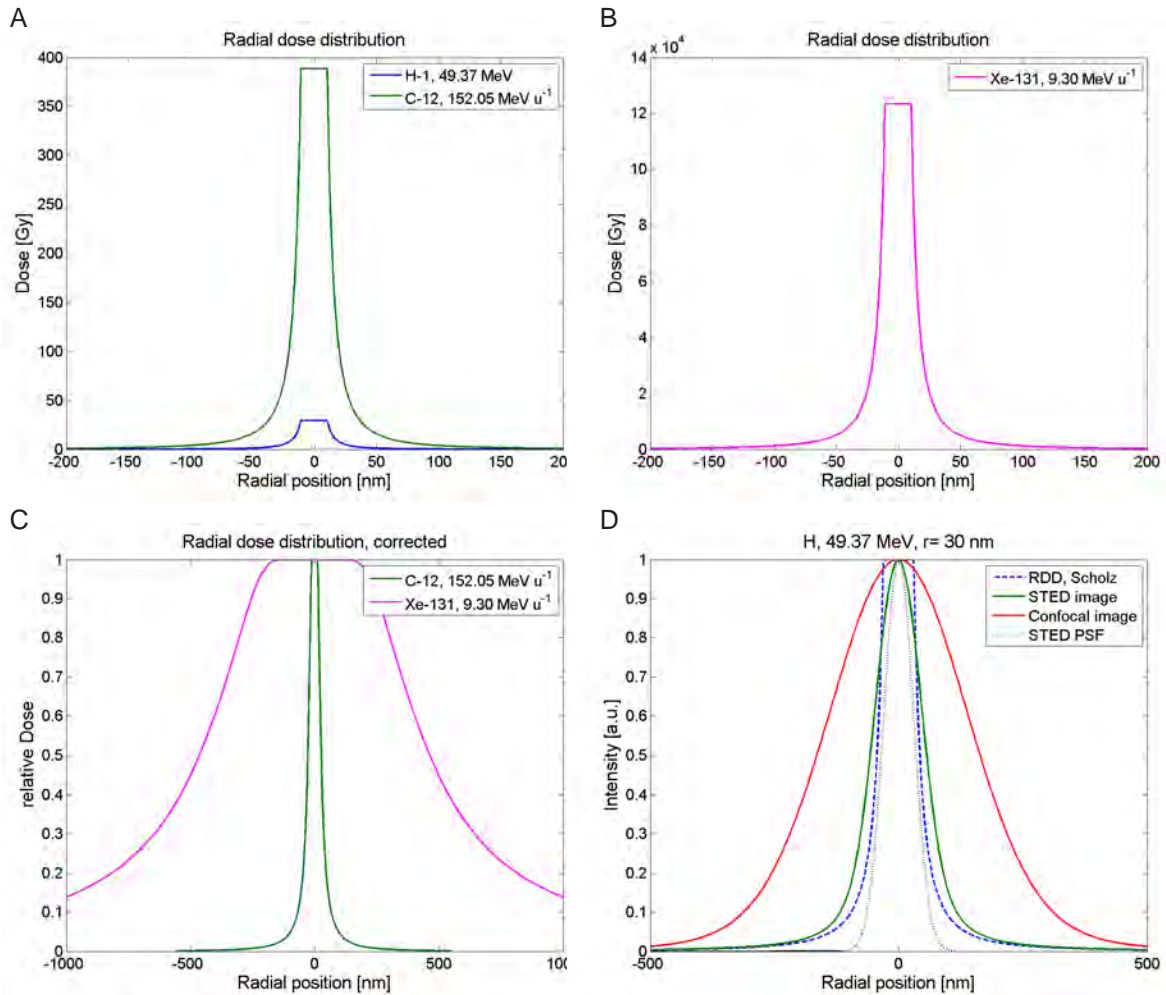 A
Radial dose distribution
400
350
300
250
200
150
100
50
0
Dose [Gy]
H-1, 49.37 MeV
C-12, 152.05 MeV u⁻¹
-200 -150 -100 -50 0 50 100 150 200
Radial position [nm]
B
Radial dose distribution
x 10⁴
14
12
10
8
6
4
2
0
Dose [Gy]
Xe-131, 9.30 MeV u⁻¹
-200 -150 -100 -50 0 50 100 150 200
Radial position [nm]
C
Radial dose distribution, corrected
1
0.9
0.8
0.7
0.6
0.5
0.4
0.3
0.2
0.1
0
relative Dose
C-12, 152.05 MeV u⁻¹
Xe-131, 9.30 MeV u⁻¹
-1000 -500 0 500 1000
Radial position [nm]
D
H, 49.37 MeV, r= 30 nm
1
0.9
0.8
0.7
0.6
0.5
0.4
0.3
0.2
0.1
0
Intensity [a.u.]
RDD, Scholz
STED image
Confocal image
STED PSF
-500 0 500
Radial position [nm]